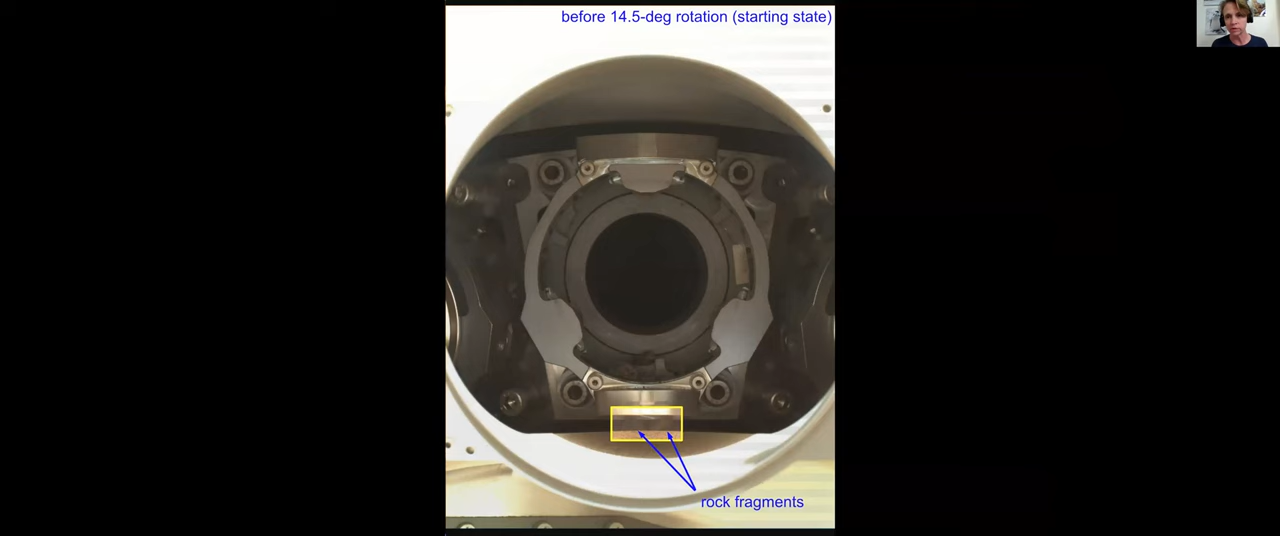 before 14.5-deg rotation (starting state)
rock fragments